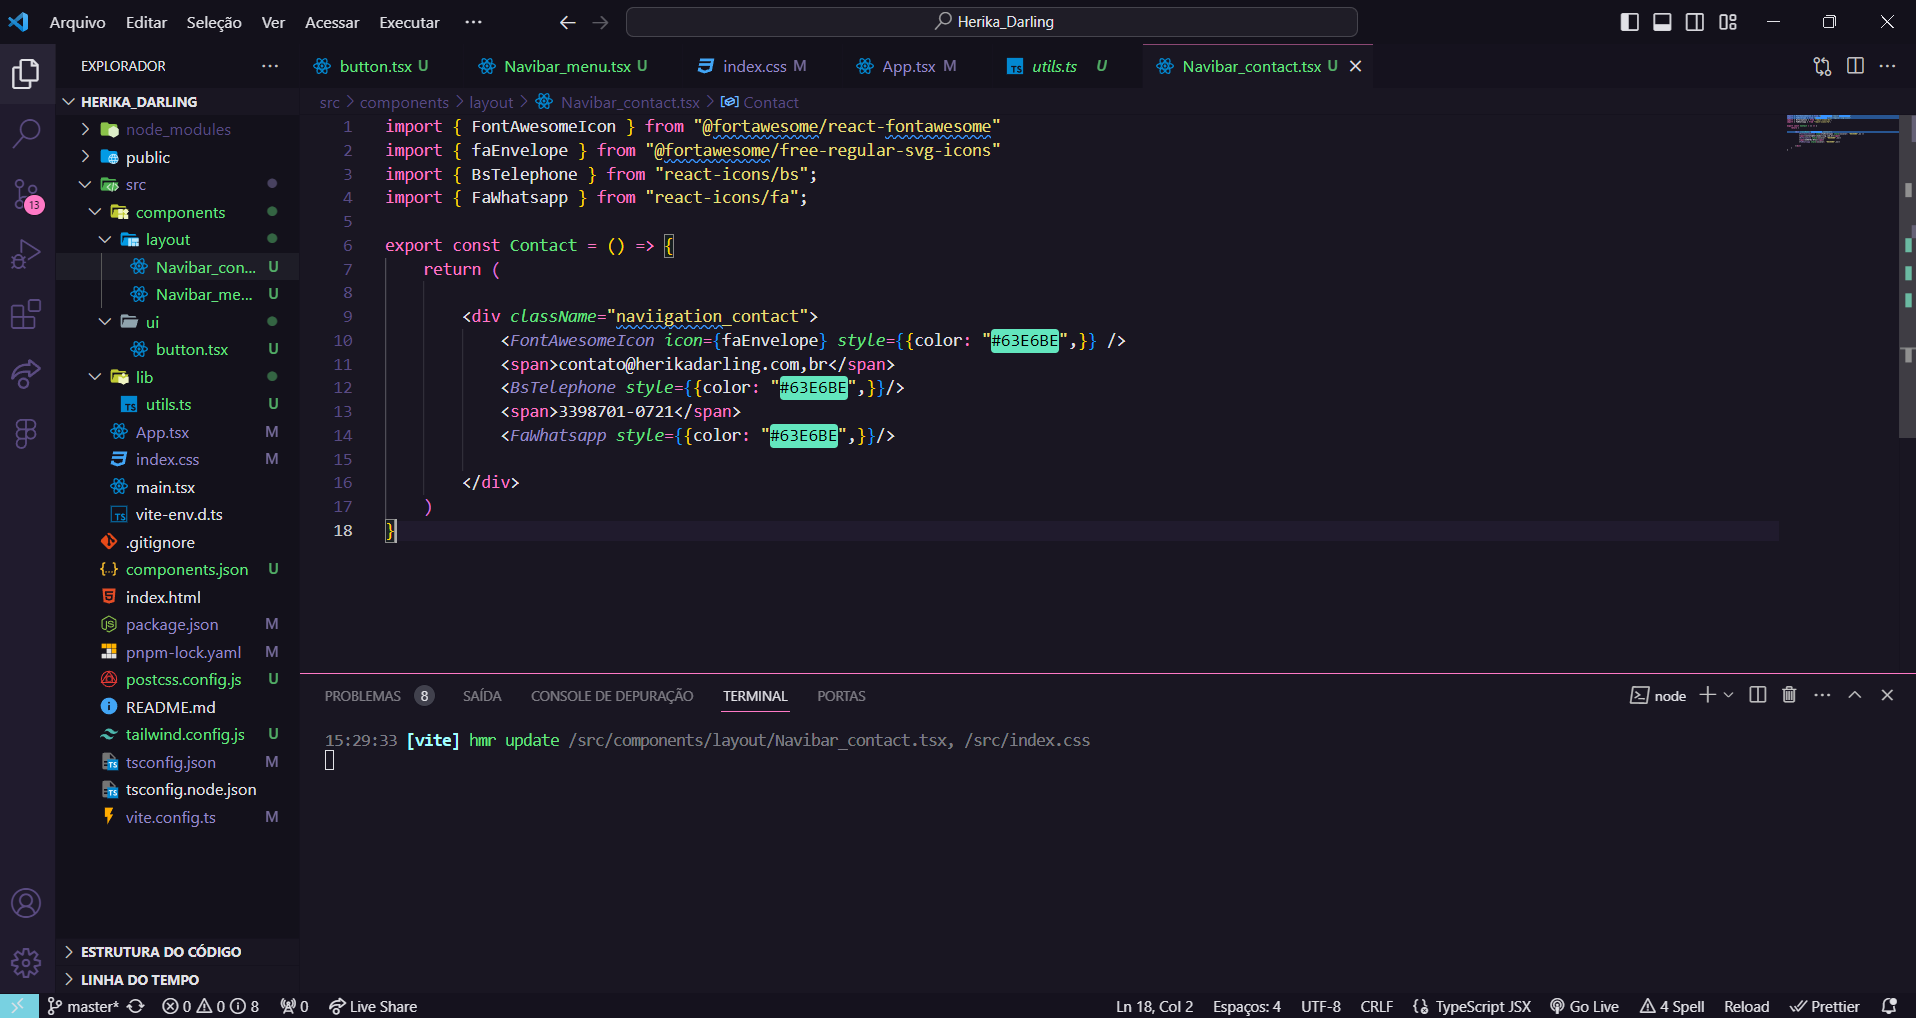 Arquivo Editar Seleção Ver Acessar Executar ··· Herika_Darling
EXPLORADOR ···
HERIKA_DARLING
node_modules
public
src
components
layout
Navibar_con... U
Navibar_me... U
ui
button.tsx U
lib
utils.ts U
App.tsx M
index.css M
main.tsx
vite-env.d.ts
.gitignore
components.json U
index.html
package.json M
pnpm-lock.yaml M
postcss.config.js U
README.md
tailwind.config.js U
tsconfig.json M
tsconfig.node.json
vite.config.ts M
ESTRUTURA DO CÓDIGO
LINHA DO TEMPO
13
button.tsx U Navibar_menu.tsx U index.css M App.tsx M utils.ts U Navibar_contact.tsx U
src > components > layout > Navibar_contact.tsx > Contact
1 import { FontAwesomeIcon } from "@fortawesome/react-fontawesome"
2 import { faEnvelope } from "@fortawesome/free-regular-svg-icons"
3 import { BsTelephone } from "react-icons/bs";
4 import { FaWhatsapp } from "react-icons/fa";
5
6 export const Contact = () => {
7 return (
8
9 <div className="naviigation_contact">
10 <FontAwesomeIcon icon={faEnvelope} style={{color: "#63E6BE",}} />
11 <span>contato@herikadarling.com,br</span>
12 <BsTelephone style={{color: "#63E6BE",}}/>
13 <span>3398701-0721</span>
14 <FaWhatsapp style={{color: "#63E6BE",}}/>
15
16 </div>
17 )
18 }
PROBLEMAS 8 SAÍDA CONSOLE DE DEPURAÇÃO TERMINAL PORTAS node
15:29:33 [vite] hmr update /src/components/layout/Navibar_contact.tsx, /src/index.css
master* 0 0 8 0 Live Share Ln 18, Col 2 Espaços: 4 UTF-8 CRLF {} TypeScript JSX Go Live 4 Spell Reload Prettier